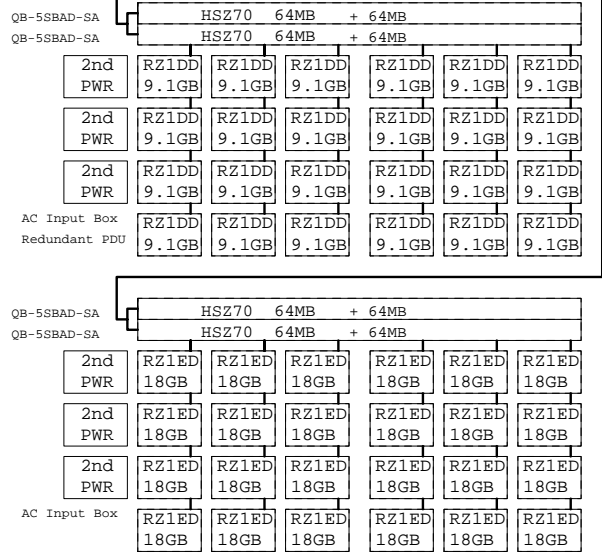 QB-5SBAD-SA HSZ70 64MB + 64MB
QB-5SBAD-SA HSZ70 64MB + 64MB
2nd RZ1DD RZ1DD RZ1DD RZ1DD RZ1DD RZ1DD
PWR 9.1GB 9.1GB 9.1GB 9.1GB 9.1GB 9.1GB
2nd RZ1DD RZ1DD RZ1DD RZ1DD RZ1DD RZ1DD
PWR 9.1GB 9.1GB 9.1GB 9.1GB 9.1GB 9.1GB
2nd RZ1DD RZ1DD RZ1DD RZ1DD RZ1DD RZ1DD
PWR 9.1GB 9.1GB 9.1GB 9.1GB 9.1GB 9.1GB
AC Input Box RZ1DD RZ1DD RZ1DD RZ1DD RZ1DD RZ1DD
Redundant PDU 9.1GB 9.1GB 9.1GB 9.1GB 9.1GB 9.1GB
QB-5SBAD-SA HSZ70 64MB + 64MB
QB-5SBAD-SA HSZ70 64MB + 64MB
2nd RZ1ED RZ1ED RZ1ED RZ1ED RZ1ED RZ1ED
PWR 18GB 18GB 18GB 18GB 18GB 18GB
2nd RZ1ED RZ1ED RZ1ED RZ1ED RZ1ED RZ1ED
PWR 18GB 18GB 18GB 18GB 18GB 18GB
2nd RZ1ED RZ1ED RZ1ED RZ1ED RZ1ED RZ1ED
PWR 18GB 18GB 18GB 18GB 18GB 18GB
AC Input Box RZ1ED RZ1ED RZ1ED RZ1ED RZ1ED RZ1ED
18GB 18GB 18GB 18GB 18GB 18GB